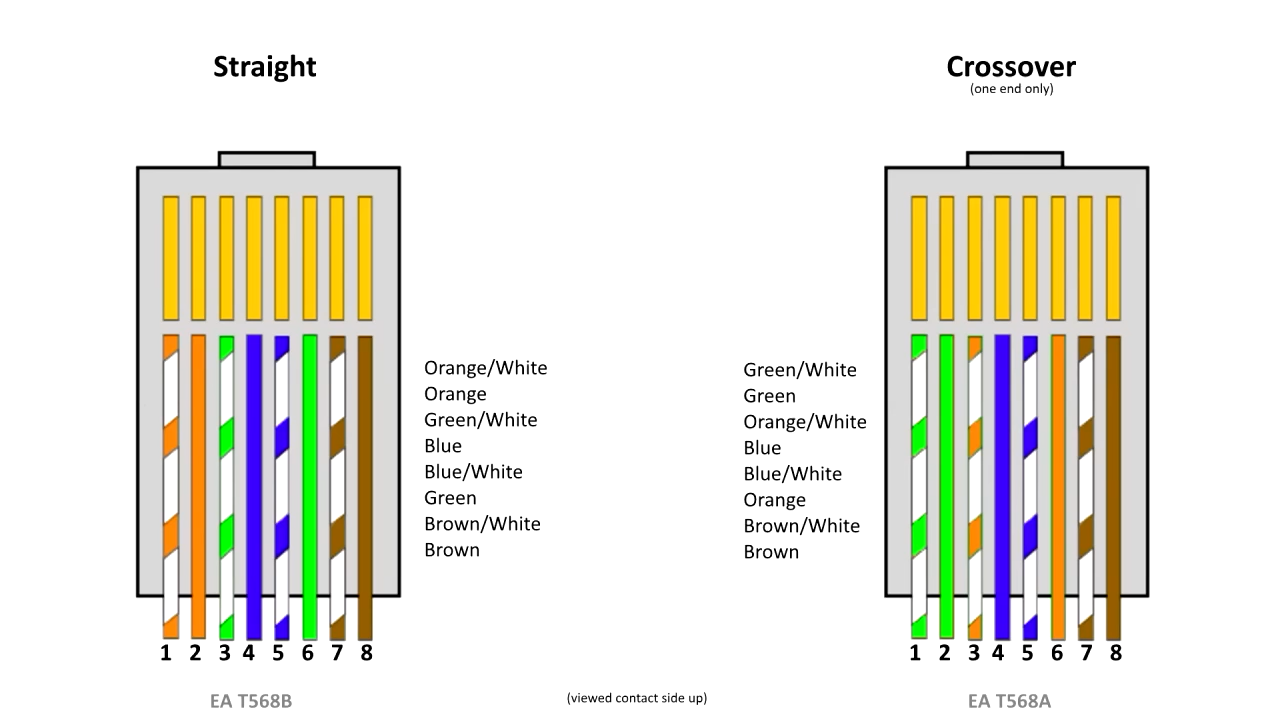 Straight
Orange/White
Orange
Green/White
Blue
Blue/White
Green
Brown/White
Brown
1 2 3 4 5 6 7 8
EA T568B
(viewed contact side up)
Crossover
(one end only)
Green/White
Green
Orange/White
Blue
Blue/White
Orange
Brown/White
Brown
1 2 3 4 5 6 7 8
EA T568A